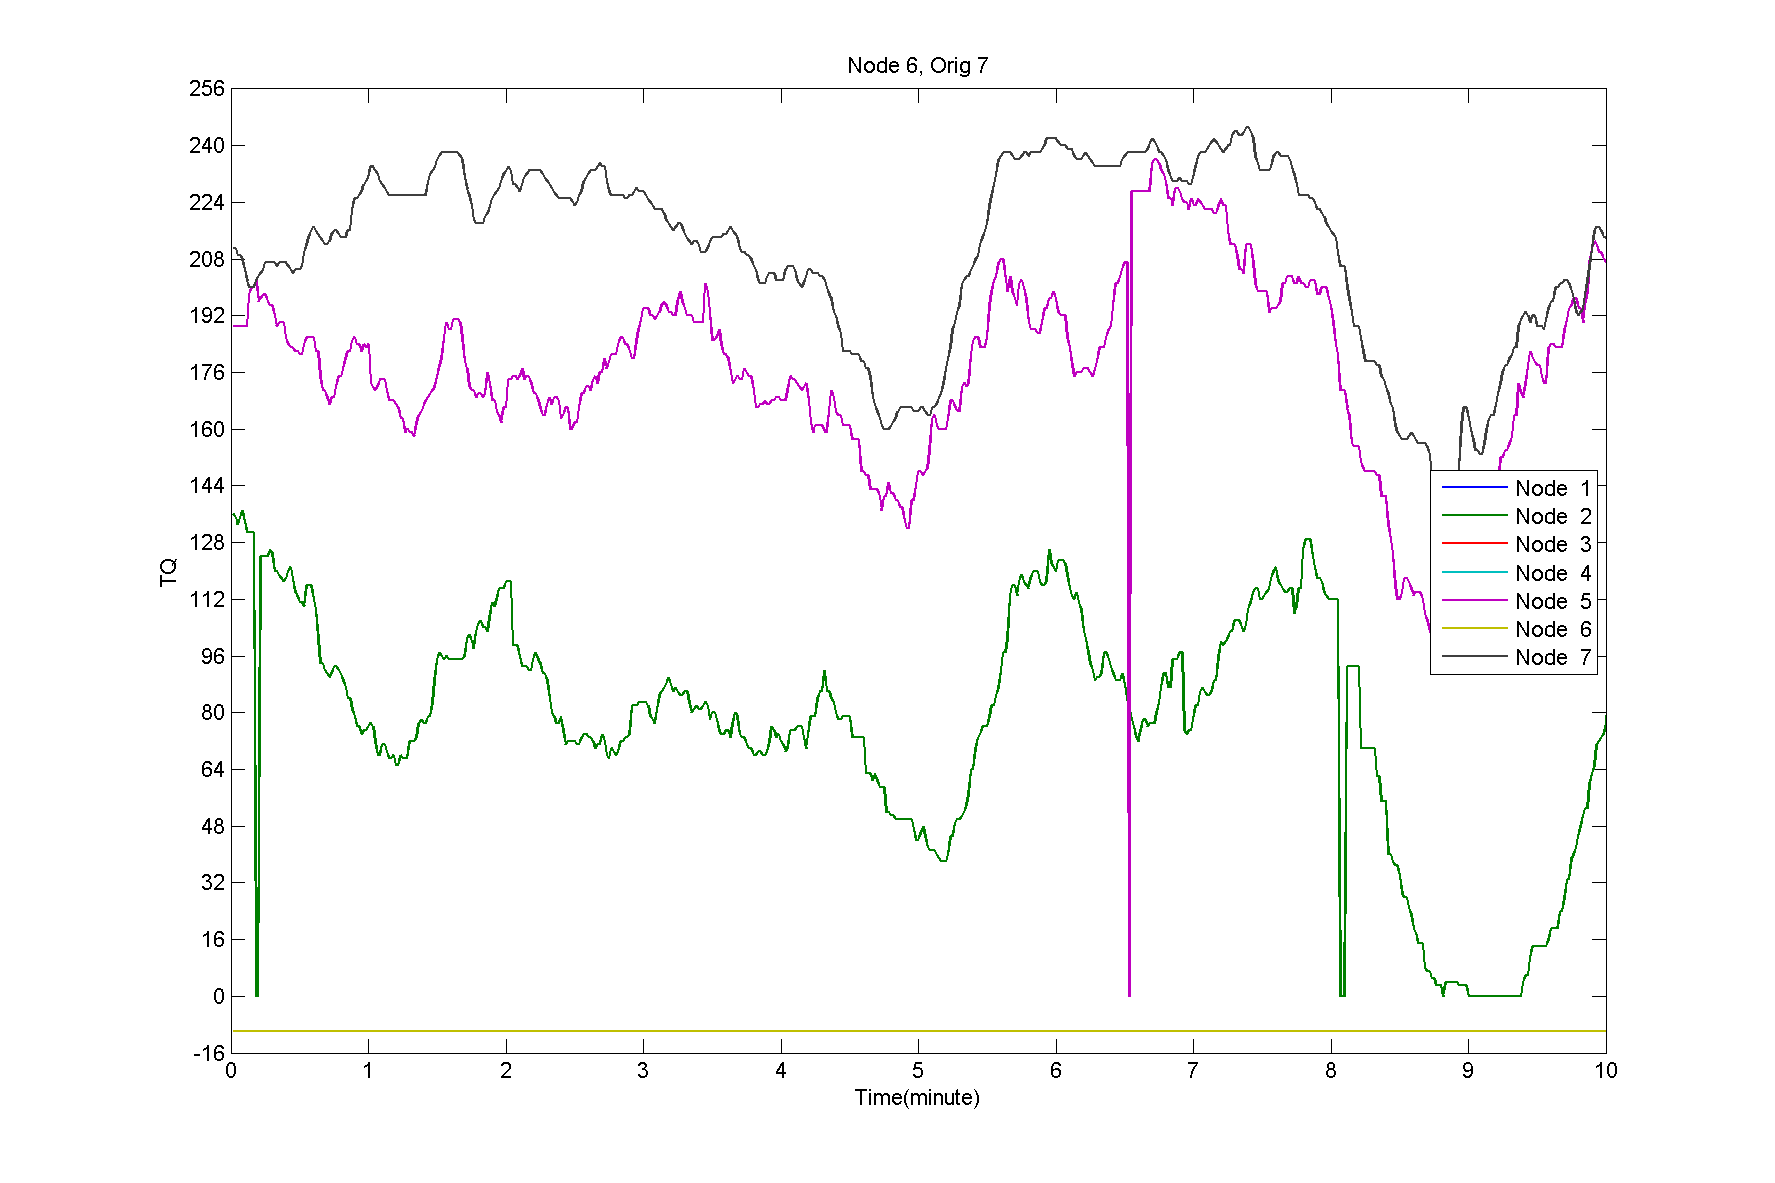 Node 6, Orig 7
256
240
224
208
192
176
160
144
128
112
96
80
64
48
32
16
0
-16
TQ
Node 1
Node 2
Node 3
Node 4
Node 5
Node 6
Node 7
0 1 2 3 4 5 6 7 8 9 10
Time(minute)